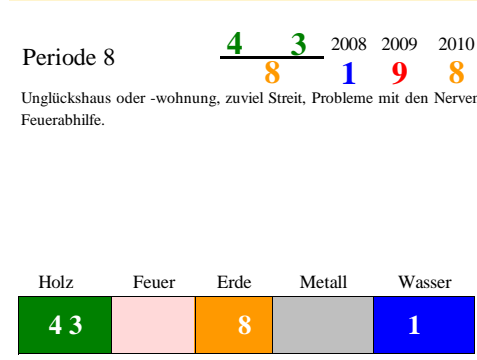 4 3 2008 2009 2010
Periode 8
8 1 9 8
Unglückshaus oder -wohnung, zuviel Streit, Probleme mit den Nerven
Feuerabhilfe.
Holz Feuer Erde Metall Wasser
4 3 8 1